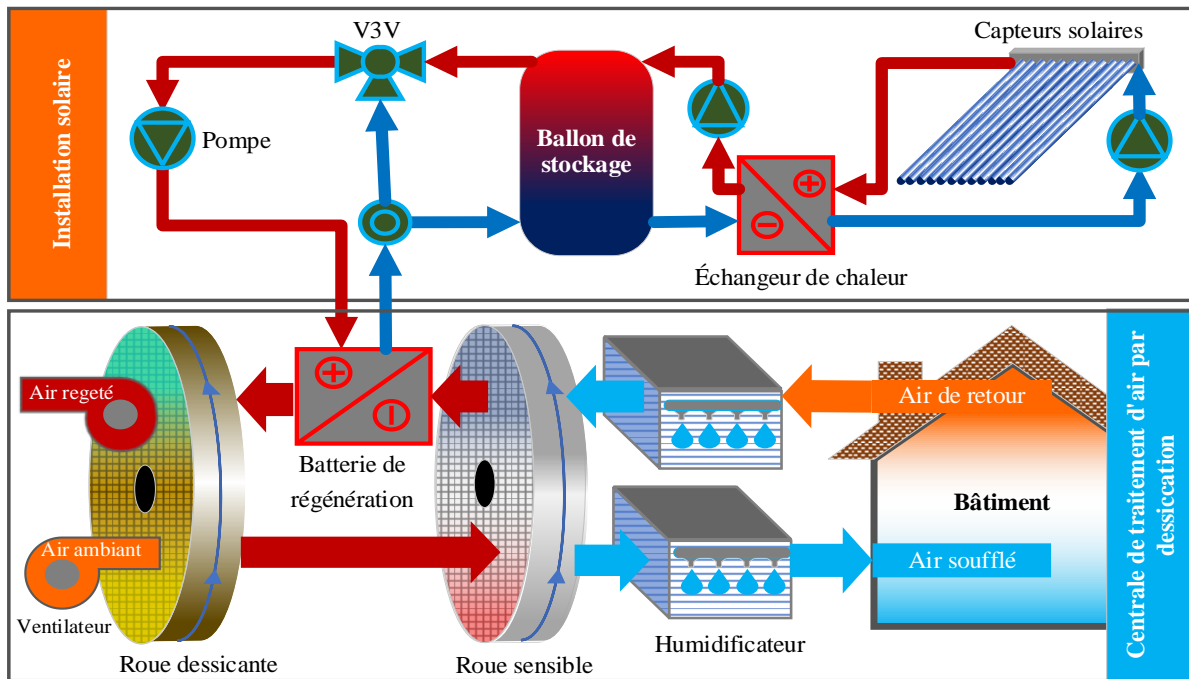 Installation solaire
V3V
Capteurs solaires
Pompe
Ballon de
stockage
Échangeur de chaleur
Air regeté
Air de retour
Batterie de
régénération
Bâtiment
Air ambiant
Air soufflé
Ventilateur
Humidificateur
Roue dessicante
Roue sensible
Centrale de traitement d'air par
dessiccation